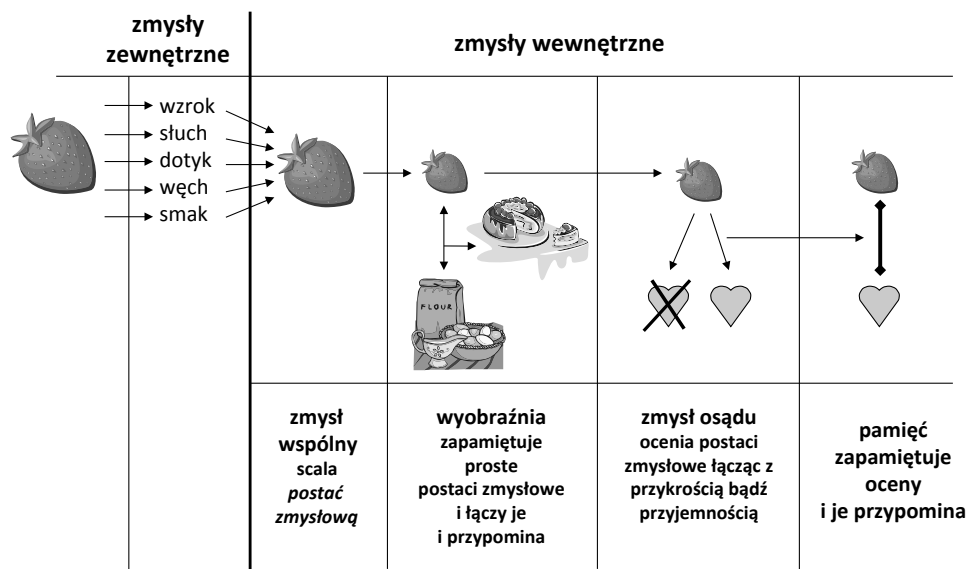 zmysły
zewnętrzne
zmysły wewnętrzne
wzrok
słuch
dotyk
węch
smak
FLOUR
zmysł
wspólny
scala
postać
zmysłową
wyobraźnia
zapamiętuje
proste
postaci zmysłowe
i łączy je
i przypomina
zmysł osądu
ocenia postaci
zmysłowe łącząc z
przykrością bądź
przyjemnością
pamięć
zapamiętuje
oceny
i je przypomina